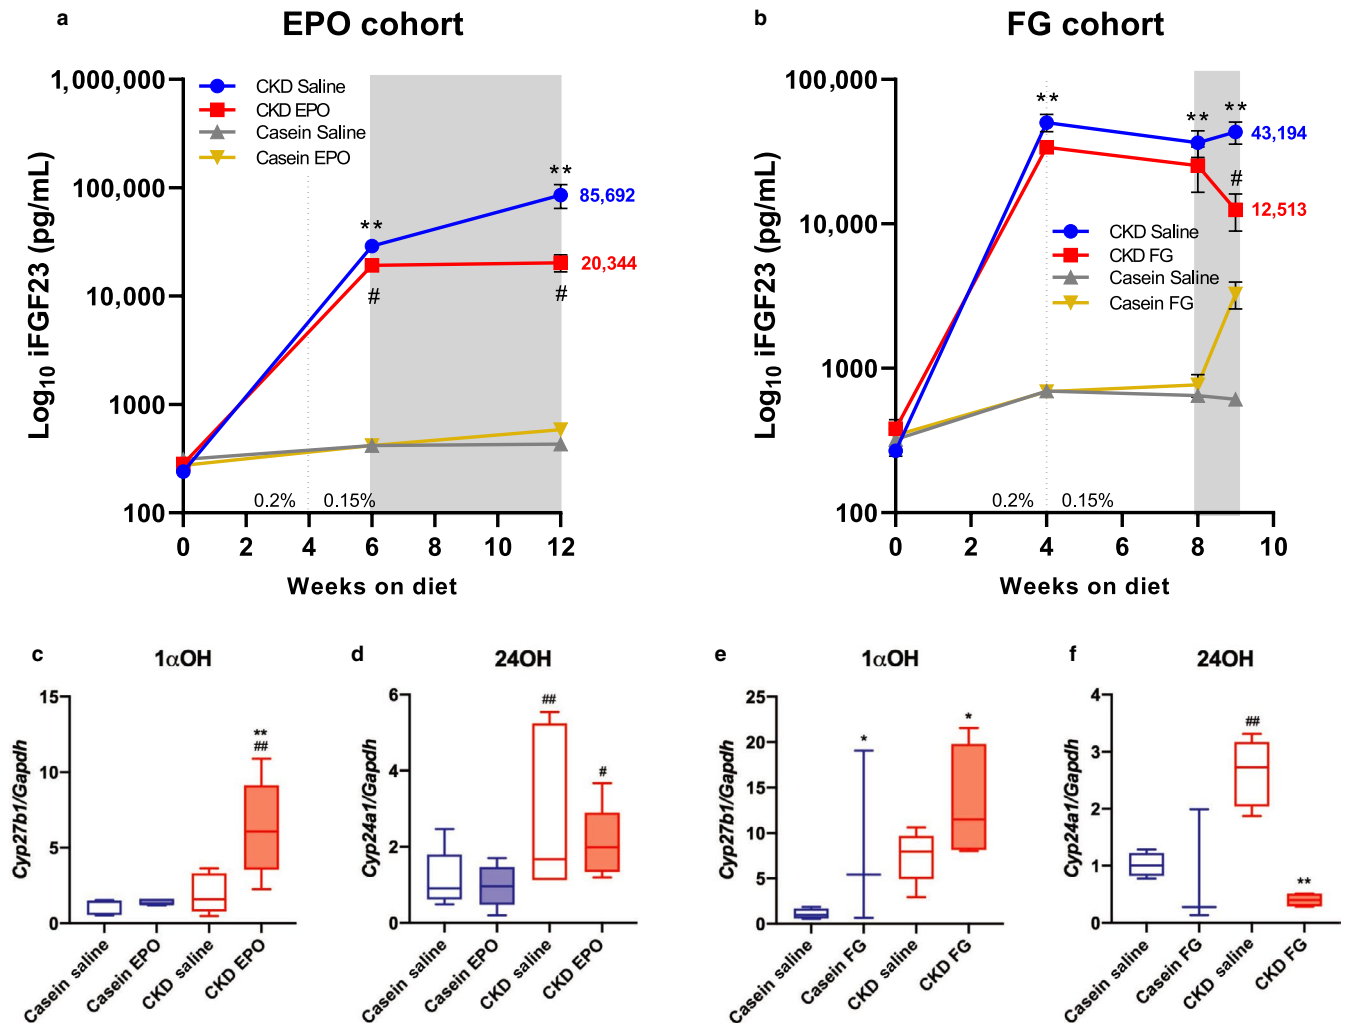 a
EPO cohort
1,000,000
100,000
10,000
1000
100
Log10 iFGF23 (pg/mL)
CKD Saline
CKD EPO
Casein Saline
Casein EPO
**
#
**
#
85,692
20,344
0.2%
0.15%
0 2 4 6 8 10 12
Weeks on diet
b
FG cohort
100,000
10,000
1000
100
Log10 iFGF23 (pg/mL)
**
**
**
43,194
#
12,513
CKD Saline
CKD FG
Casein Saline
Casein FG
0.2%
0.15%
0 2 4 6 8 10
Weeks on diet
c
1αOH
15
10
5
0
Cyp27b1/Gapdh
**
##
Casein saline
Casein EPO
CKD saline
CKD EPO
d
24OH
6
4
2
0
Cyp24a1/Gapdh
##
#
Casein saline
Casein EPO
CKD saline
CKD EPO
e
1αOH
25
20
15
10
5
0
Cyp27b1/Gapdh
*
*
Casein saline
Casein FG
CKD saline
CKD FG
f
24OH
4
3
2
1
0
Cyp24a1/Gapdh
##
**
Casein saline
Casein FG
CKD saline
CKD FG